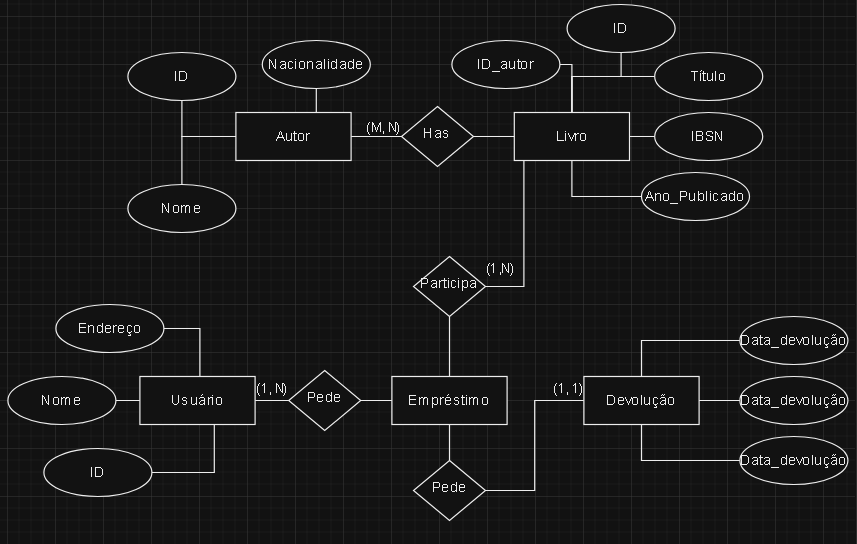 ID
ID_autor
Nacionalidade
ID
Título
(M, N)
Has
Autor
Livro
IBSN
Ano_Publicado
Nome
(1,N)
Participa
Endereço
Data_devolução
(1, N)
Pede
(1,1)
Nome
Usuário
Empréstimo
Devolução
Data_devolução
ID
Pede
Data_devolução